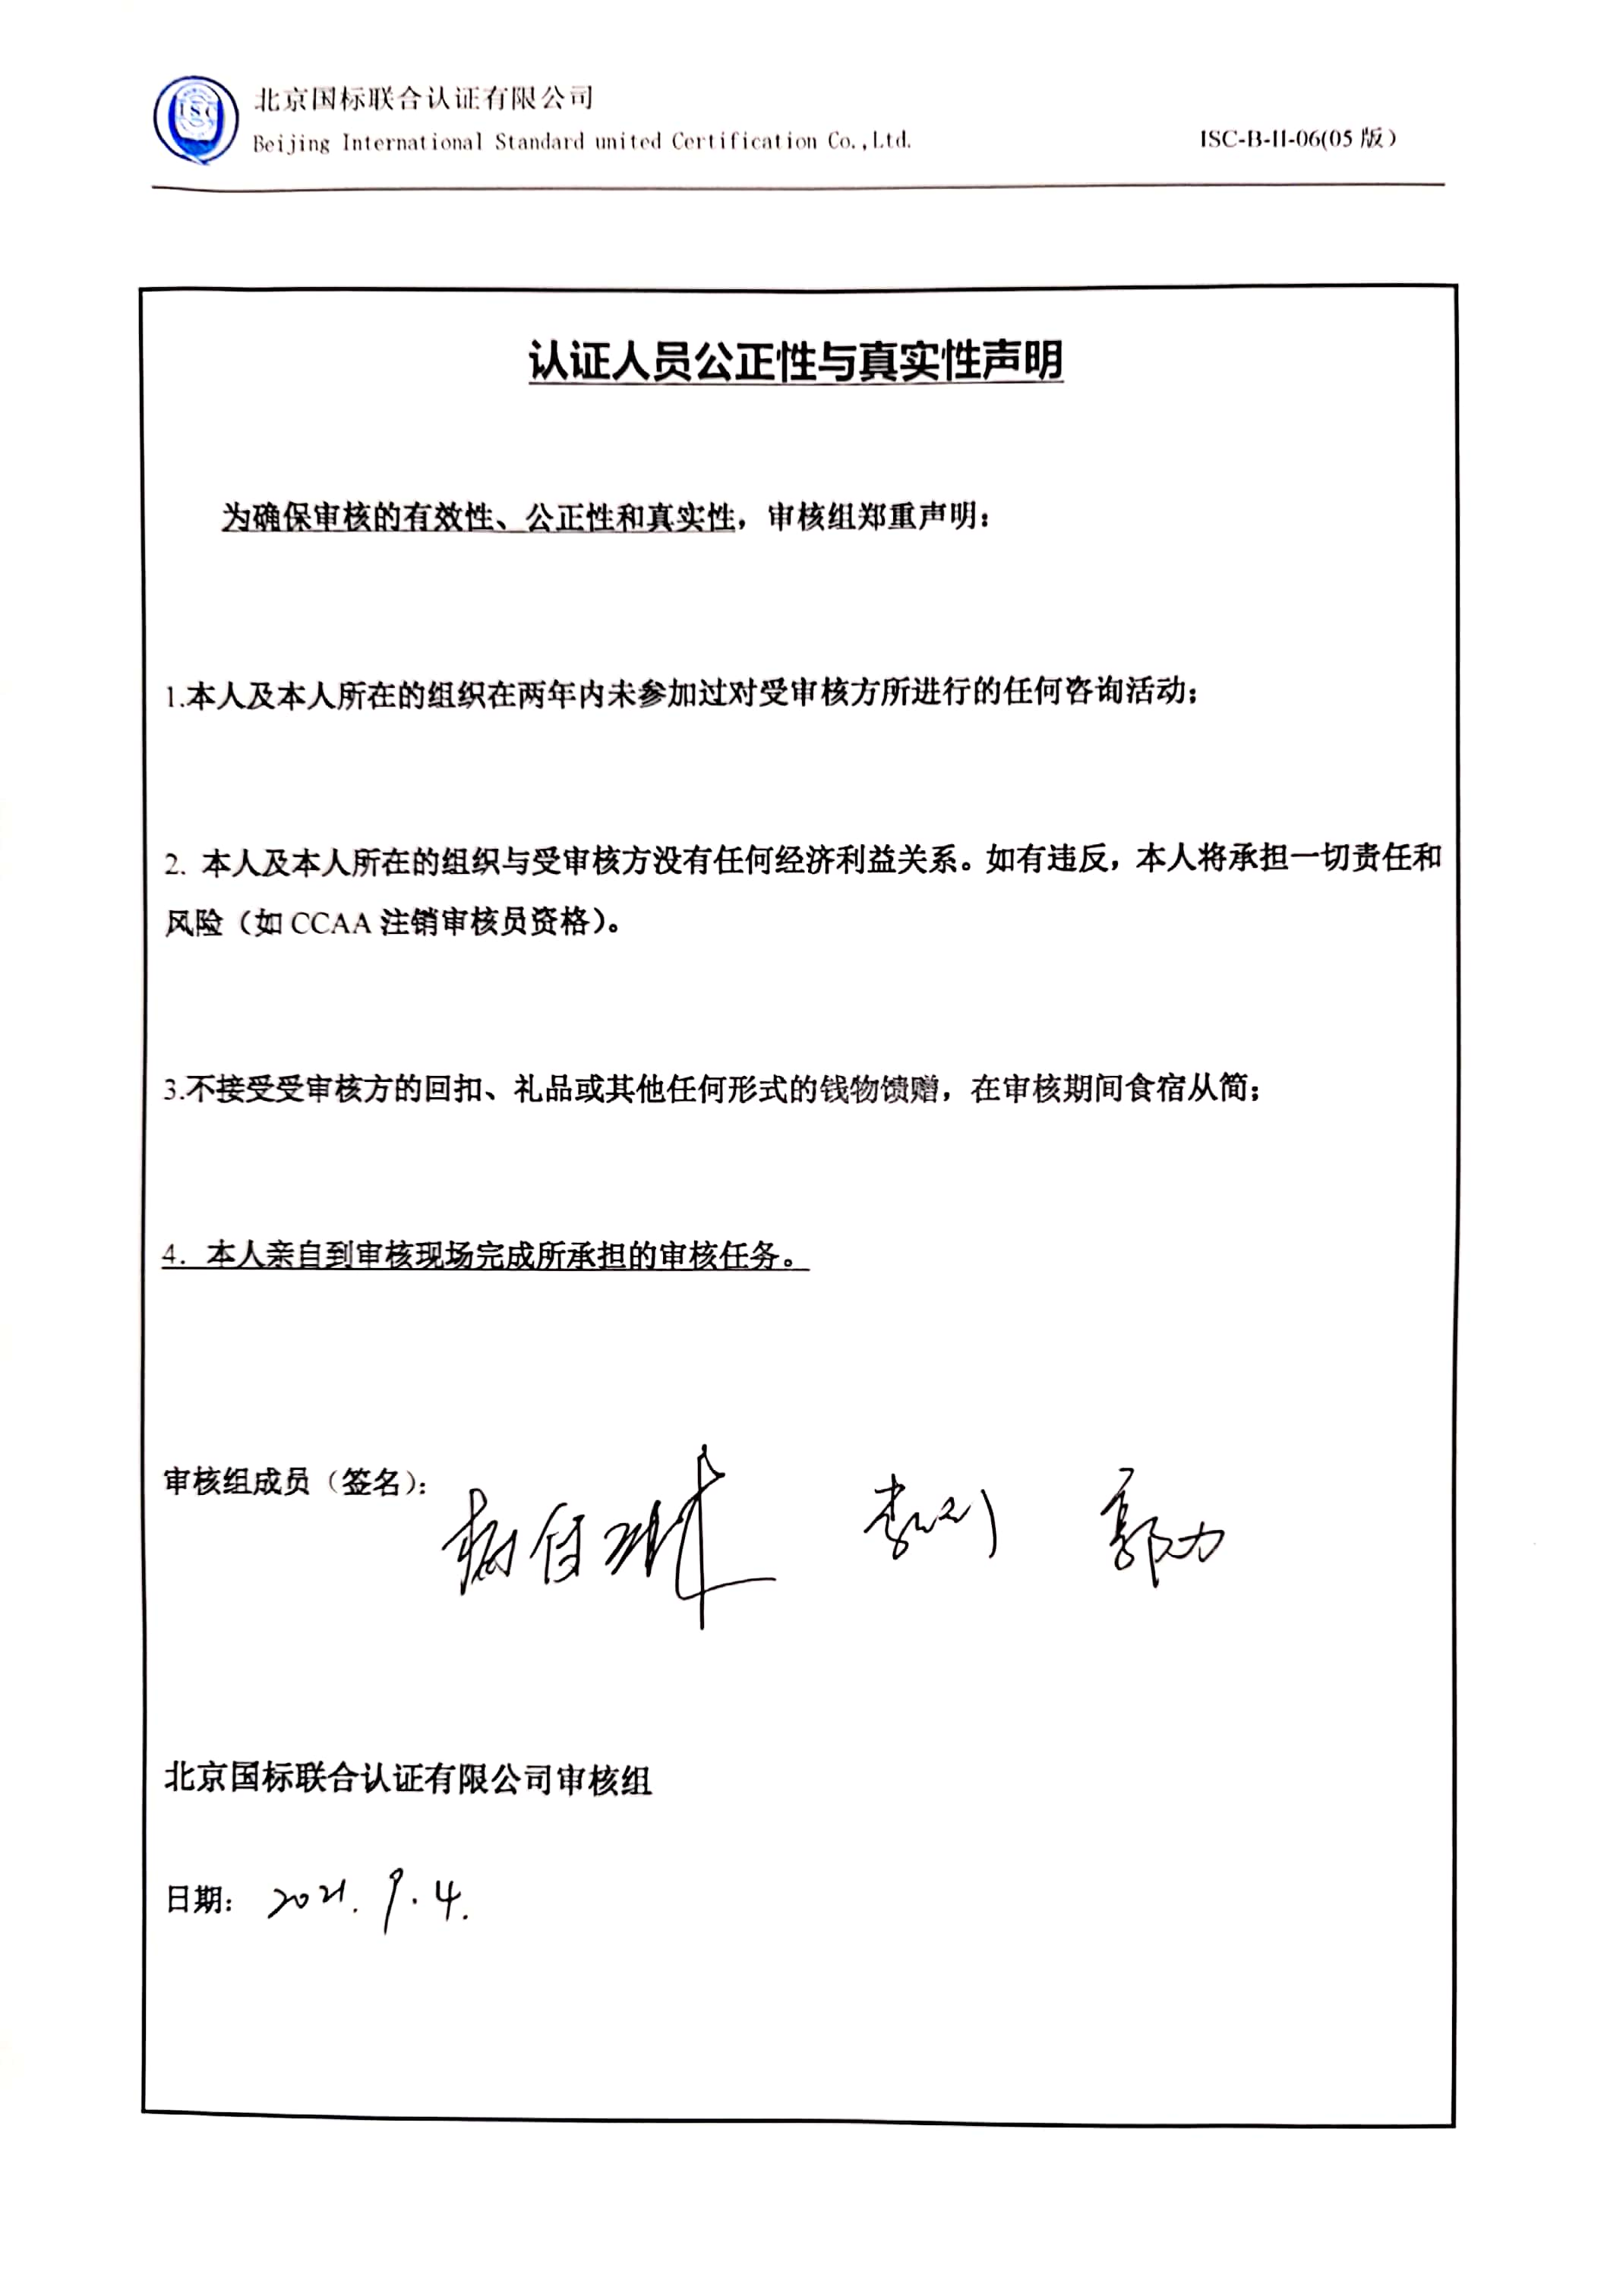 ISC
北京国标联合认证有限公司
Beijing International Standard united Certification Co.,Ltd.
ISC-B-II-06(05 版)
认证人员公正性与真实性声明
为确保审核的有效性、公正性和真实性，审核组郑重声明：
1.本人及本人所在的组织在两年内未参加过对受审核方所进行的任何咨询活动；
2. 本人及本人所在的组织与受审核方没有任何经济利益关系。如有违反，本人将承担一切责任和
风险（如 CCAA 注销审核员资格）。
3.不接受受审核方的回扣、礼品或其他任何形式的钱物馈赠，在审核期间食宿从简；
4. 本人亲自到审核现场完成所承担的审核任务。
审核组成员（签名）： 郭力
北京国标联合认证有限公司审核组
日期： 2021. 9. 4.